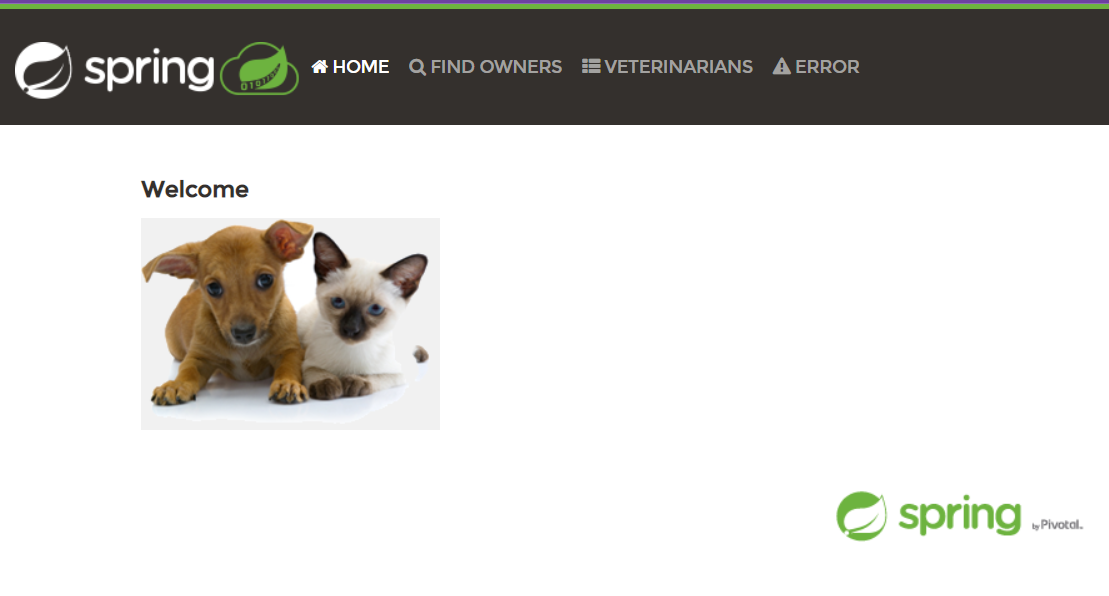 spring HOME FIND OWNERS VETERINARIANS ERROR
Welcome
spring by Pivotal